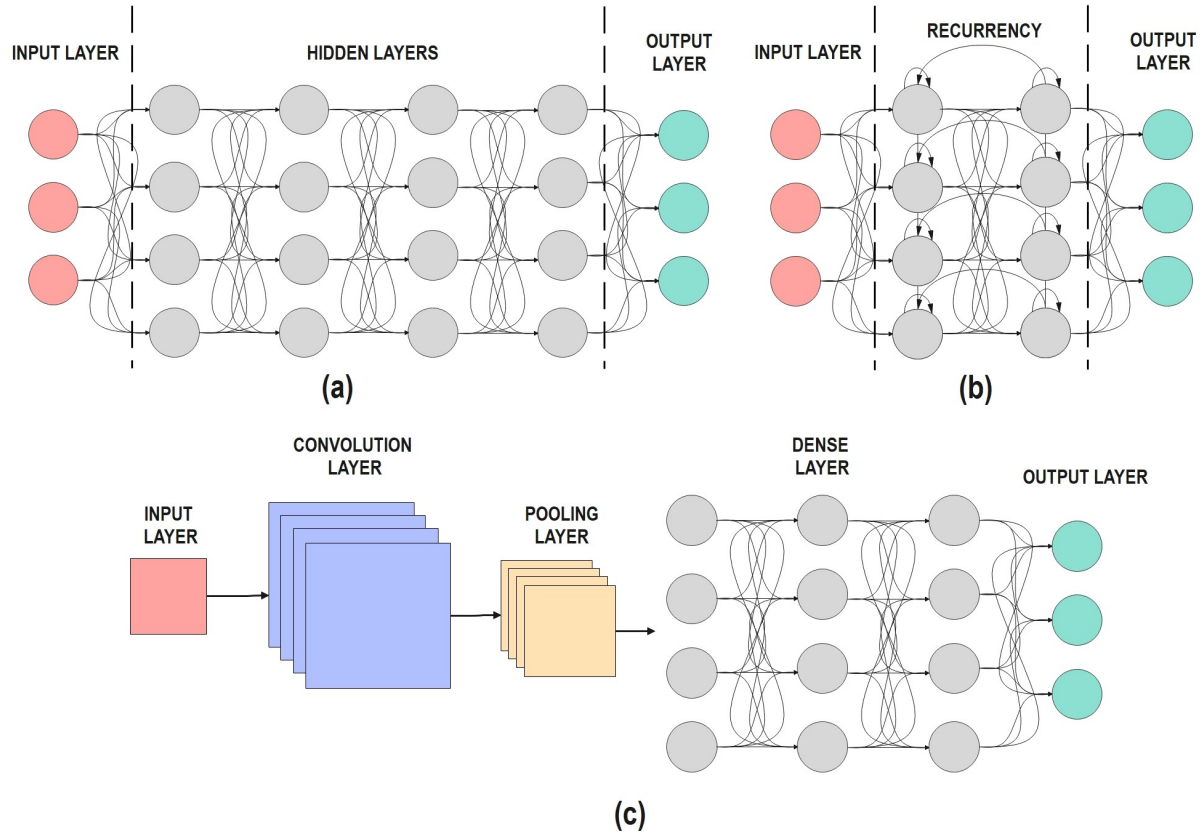 INPUT LAYER
HIDDEN LAYERS
OUTPUT
LAYER
(a)
INPUT LAYER
RECURRENCY
OUTPUT
LAYER
(b)
INPUT
LAYER
CONVOLUTION
LAYER
POOLING
LAYER
DENSE
LAYER
OUTPUT LAYER
(c)